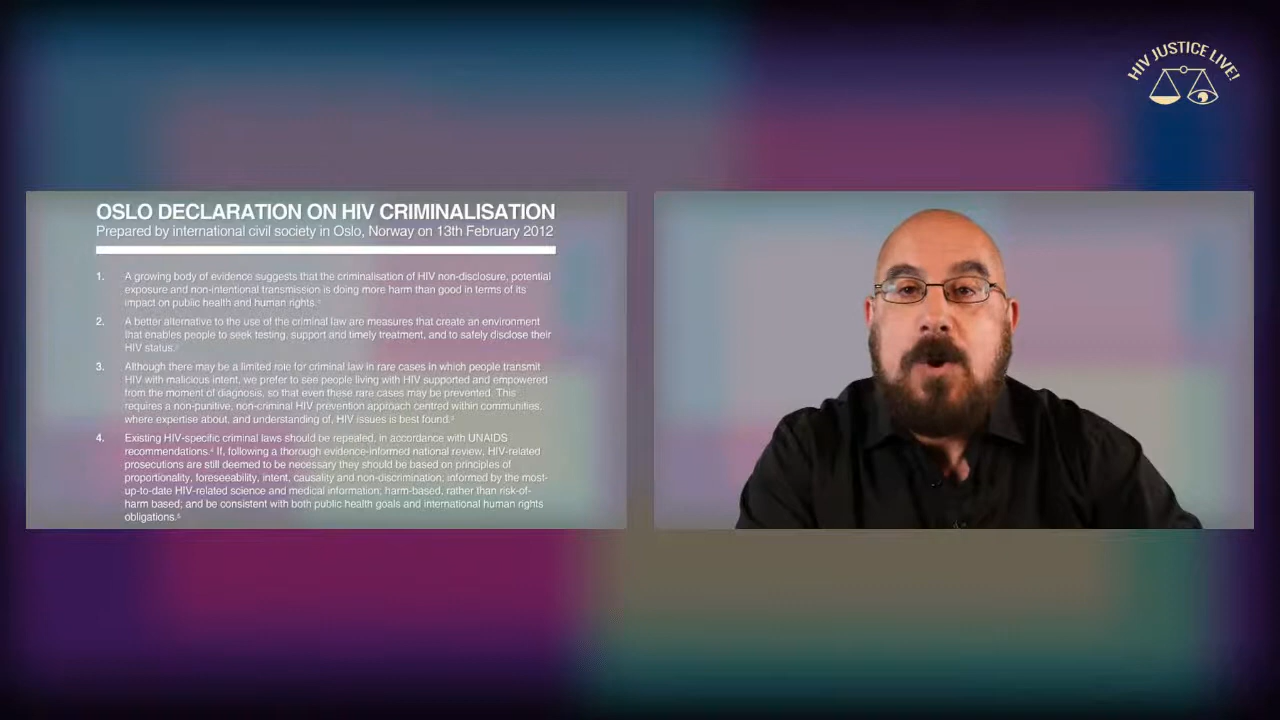 HIV JUSTICE LIVE!
OSLO DECLARATION ON HIV CRIMINALISATION
Prepared by international civil society in Oslo, Norway on 13th February 2012
1. A growing body of evidence suggests that the criminalisation of HIV non-disclosure, potential
exposure and non-intentional transmission is doing more harm than good in terms of its
impact on public health and human rights.¹
2. A better alternative to the use of the criminal law are measures that create an environment
that enables people to seek testing, support and timely treatment, and to safely disclose their
HIV status.²
3. Although there may be a limited role for criminal law in rare cases in which people transmit
HIV with malicious intent, we prefer to see people living with HIV supported and empowered
from the moment of diagnosis, so that even these rare cases may be prevented. This
requires a non-punitive, non-criminal HIV prevention approach centred within communities,
where expertise about, and understanding of, HIV issues is best found.³
4. Existing HIV-specific criminal laws should be repealed, in accordance with UNAIDS
recommendations.⁴ If, following a thorough evidence-informed national review, HIV-related
prosecutions are still deemed to be necessary they should be based on principles of
proportionality, foreseeability, intent, causality and non-discrimination; informed by the most-
up-to-date HIV-related science and medical information; harm-based, rather than risk-of-
harm based; and be consistent with both public health goals and international human rights
obligations.⁵